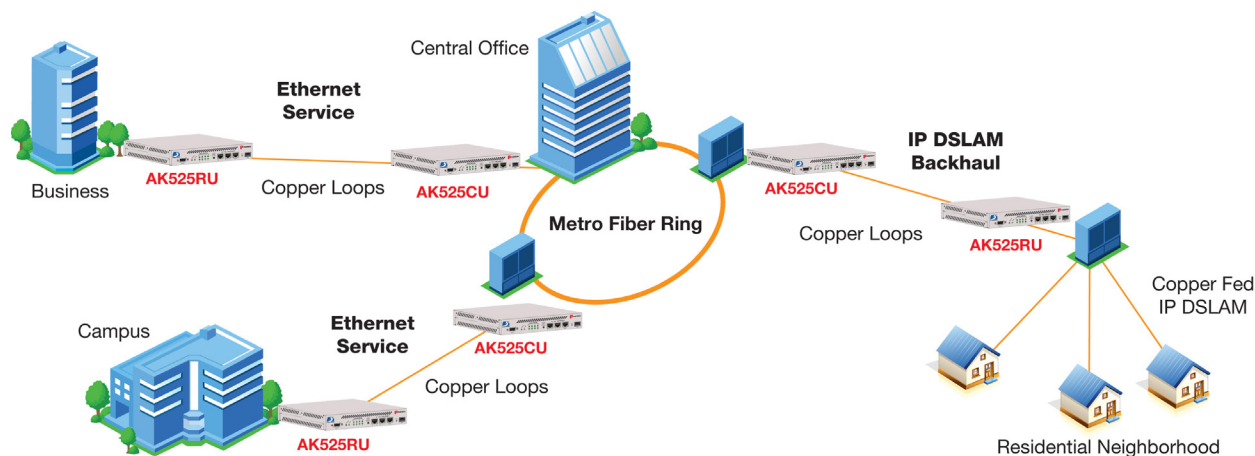 Central Office
Ethernet
Service
IP DSLAM
Backhaul
Business
AK525RU
Copper Loops
AK525CU
AK525CU
Metro Fiber Ring
Copper Loops
AK525RU
Copper Fed
IP DSLAM
Campus
Ethernet
Service
AK525CU
Copper Loops
AK525RU
Residential Neighborhood